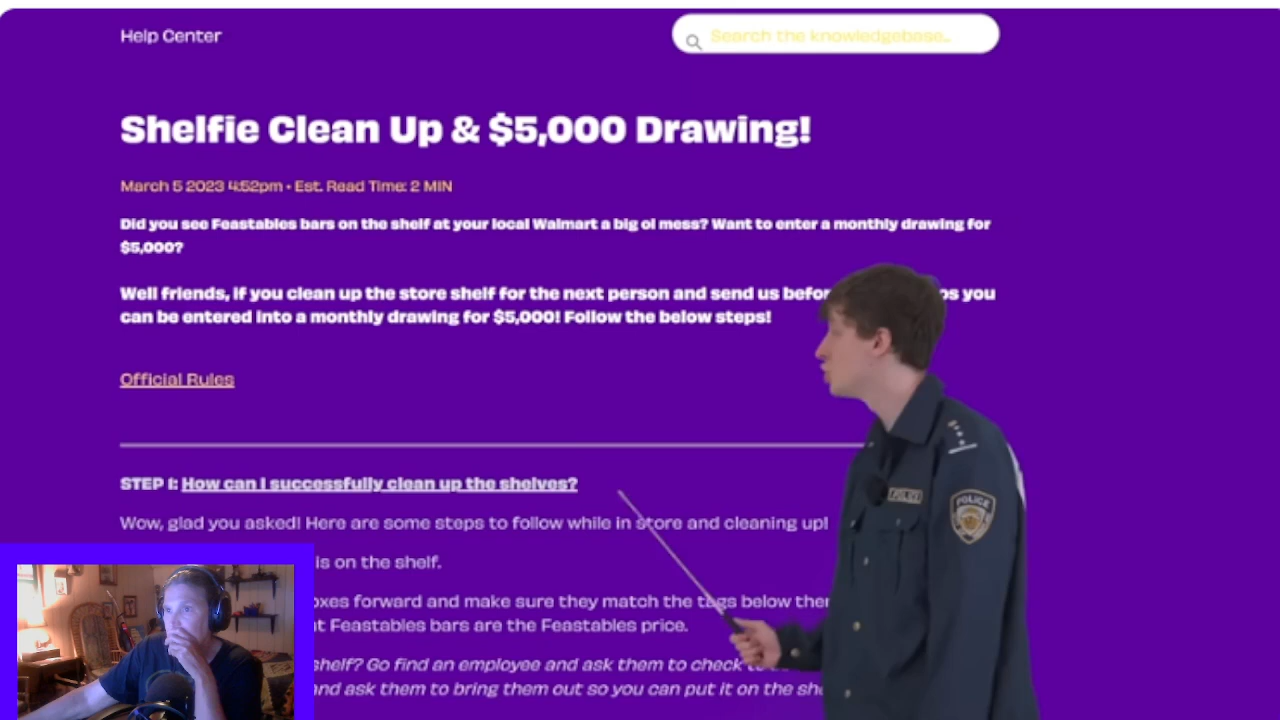 Help Center
Search the knowledgebase...
Shelfie Clean Up & $5,000 Drawing!
March 5 2023 4:52pm • Est. Read Time: 2 MIN
Did you see Feastables bars on the shelf at your local Walmart a big ol mess? Want to enter a monthly drawing for
$5,000?
Well friends, if you clean up the store shelf for the next person and send us you
can be entered into a monthly drawing for $5,000! Follow the below steps!
Official Rules
STEP 1: How can I successfully clean up the shelves?
Wow, glad you asked! Here are some steps to follow while in store and cleaning up!
is on the shelf.
forward and make sure they match the tags below
Feastables bars are the Feastables price.
shelf? Go find an employee and ask them to check
and ask them to bring them out so you can put it on the
POLICE
POLICE